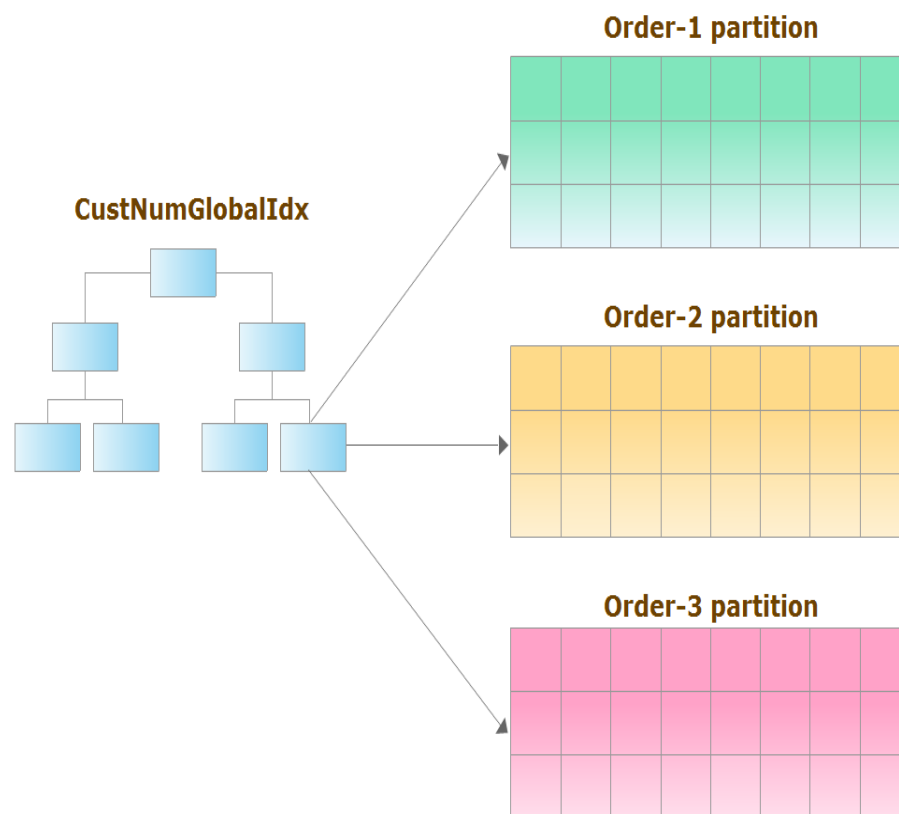 Order-1 partition
CustNumGlobalIdx
Order-2 partition
Order-3 partition